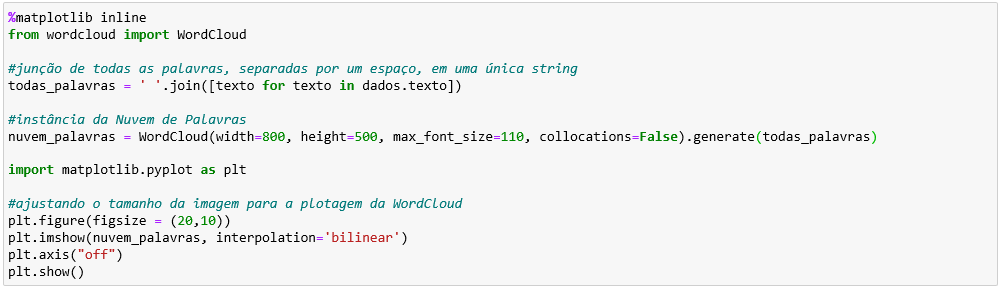 %matplotlib inline
from wordcloud import WordCloud
#junção de todas as palavras, separadas por um espaço, em uma única string
todas_palavras = ' '.join([texto for texto in dados.texto])
#instância da Nuvem de Palavras
nuvem_palavras = WordCloud(width=800, height=500, max_font_size=110, collocations=False).generate(todas_palavras)
import matplotlib.pyplot as plt
#ajustando o tamanho da imagem para a plotagem da WordCloud
plt.figure(figsize = (20,10))
plt.imshow(nuvem_palavras, interpolation='bilinear')
plt.axis("off")
plt.show()